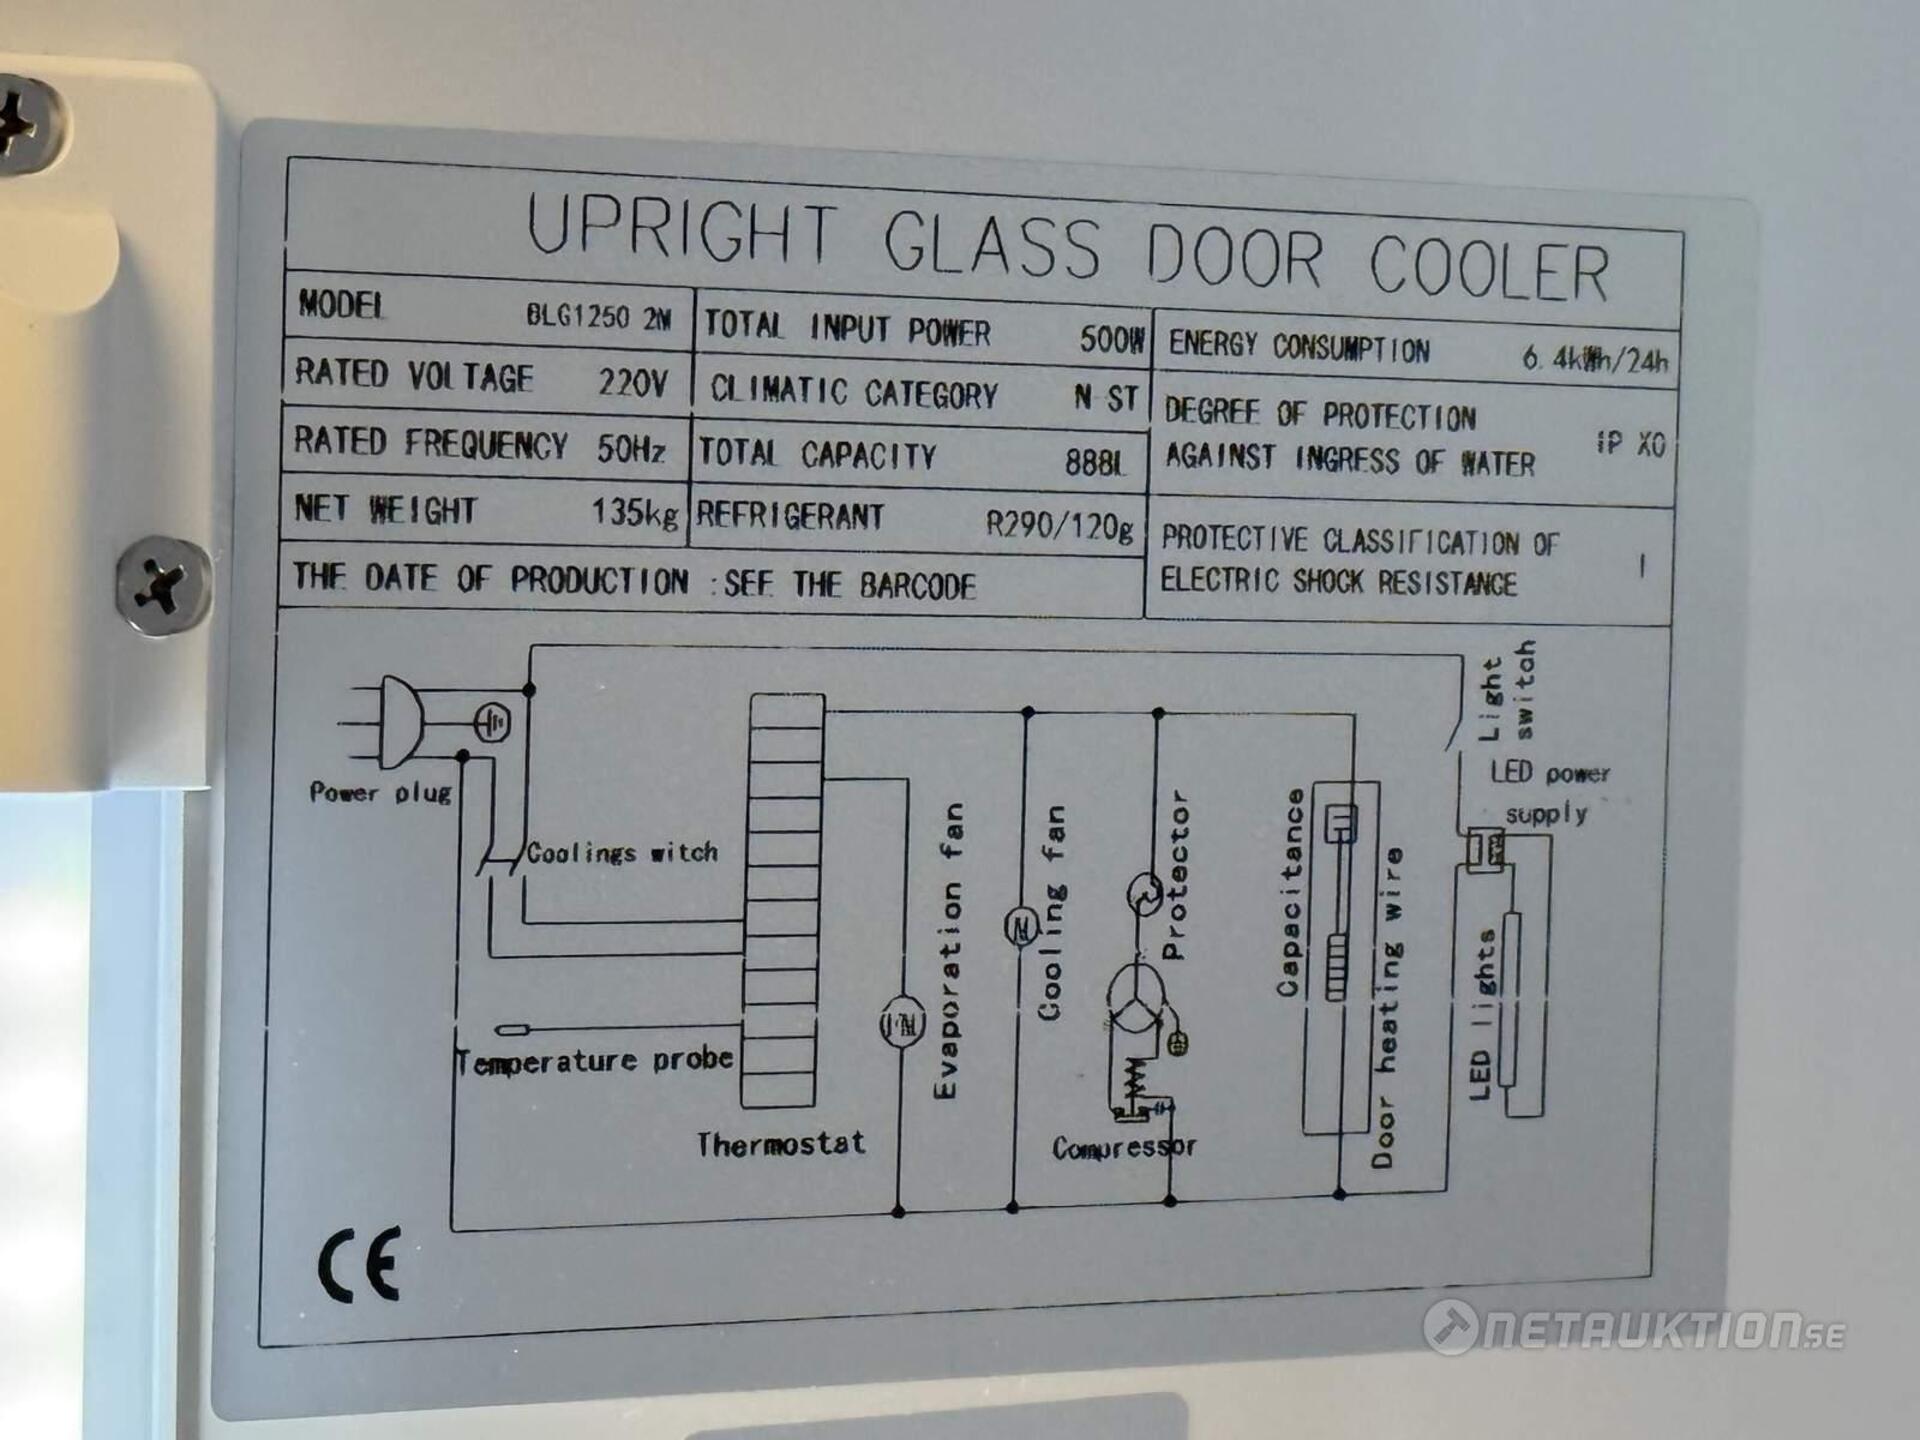 UPRIGHT GLASS DOOR COOLER
MODEL BLG1250 2M
TOTAL INPUT POWER 500W
ENERGY CONSUMPTION 6.4kWh/24h
RATED VOLTAGE 220V
CLIMATIC CATEGORY N ST
DEGREE OF PROTECTION
AGAINST INGRESS OF WATER IP X0
RATED FREQUENCY 50Hz
TOTAL CAPACITY 888L
NET WEIGHT 135kg
REFRIGERANT R290/120g
PROTECTIVE CLASSIFICATION OF
ELECTRIC SHOCK RESISTANCE I
THE DATE OF PRODUCTION :SEE THE BARCODE
Power plug
Coolings witch
Temperature probe
Thermostat
Evaporation fan
Cooling fan
Protector
Compressor
Capacitance
Door heating wire
Light
switch
LED power
supply
LED lights
CE
NETAUKTION.SE